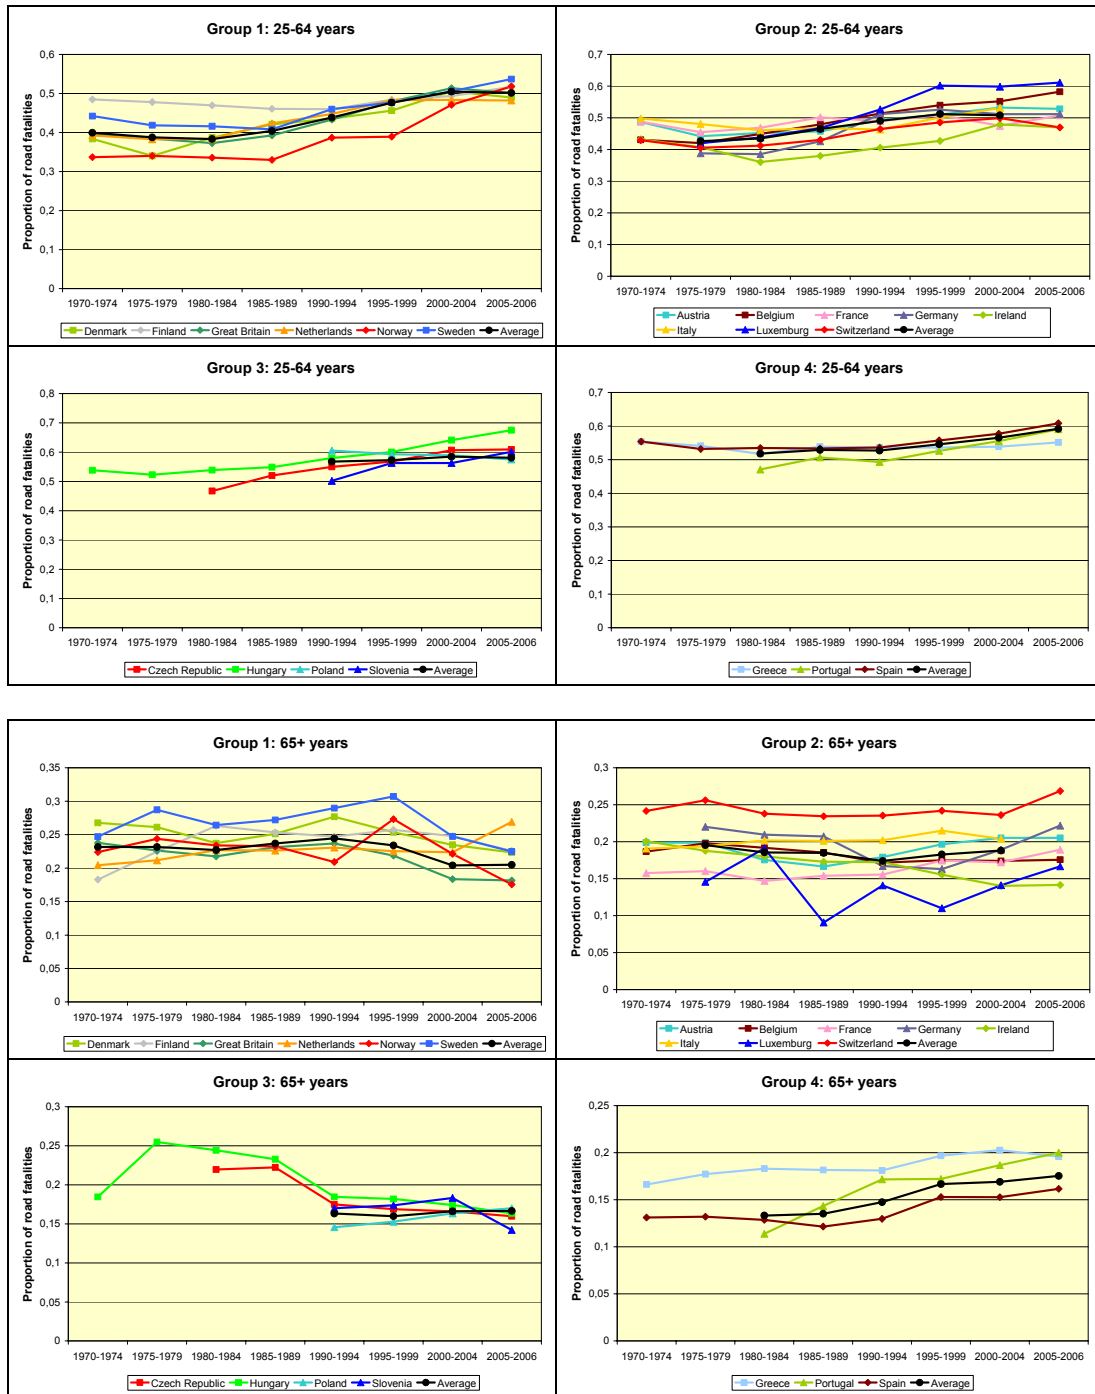 Group 1: 25-64 years
Proportion of road fatalities
0,6
0,5
0,4
0,3
0,2
0,1
0
1970-1974 1975-1979 1980-1984 1985-1989 1990-1994 1995-1999 2000-2004 2005-2006
Denmark Finland Great Britain Netherlands Norway Sweden Average
Group 2: 25-64 years
Proportion of road fatalities
0,7
0,6
0,5
0,4
0,3
0,2
0,1
0
1970-1974 1975-1979 1980-1984 1985-1989 1990-1994 1995-1999 2000-2004 2005-2006
Austria Belgium France Germany Ireland
Italy Luxemburg Switzerland Average
Group 3: 25-64 years
Proportion of road fatalities
0,8
0,7
0,6
0,5
0,4
0,3
0,2
0,1
0
1970-1974 1975-1979 1980-1984 1985-1989 1990-1994 1995-1999 2000-2004 2005-2006
Czech Republic Hungary Poland Slovenia Average
Group 4: 25-64 years
Proportion of road fatalities
0,7
0,6
0,5
0,4
0,3
0,2
0,1
0
1970-1974 1975-1979 1980-1984 1985-1989 1990-1994 1995-1999 2000-2004 2005-2006
Greece Portugal Spain Average
Group 1: 65+ years
Proportion of road fatalities
0,35
0,3
0,25
0,2
0,15
0,1
0,05
0
1970-1974 1975-1979 1980-1984 1985-1989 1990-1994 1995-1999 2000-2004 2005-2006
Denmark Finland Great Britain Netherlands Norway Sweden Average
Group 2: 65+ years
Proportion of road fatalities
0,3
0,25
0,2
0,15
0,1
0,05
0
1970-1974 1975-1979 1980-1984 1985-1989 1990-1994 1995-1999 2000-2004 2005-2006
Austria Belgium France Germany Ireland
Italy Luxemburg Switzerland Average
Group 3: 65+ years
Proportion of road fatalities
0,3
0,25
0,2
0,15
0,1
0,05
0
1970-1974 1975-1979 1980-1984 1985-1989 1990-1994 1995-1999 2000-2004 2005-2006
Czech Republic Hungary Poland Slovenia Average
Group 4: 65+ years
Proportion of road fatalities
0,25
0,2
0,15
0,1
0,05
0
1970-1974 1975-1979 1980-1984 1985-1989 1990-1994 1995-1999 2000-2004 2005-2006
Greece Portugal Spain Average